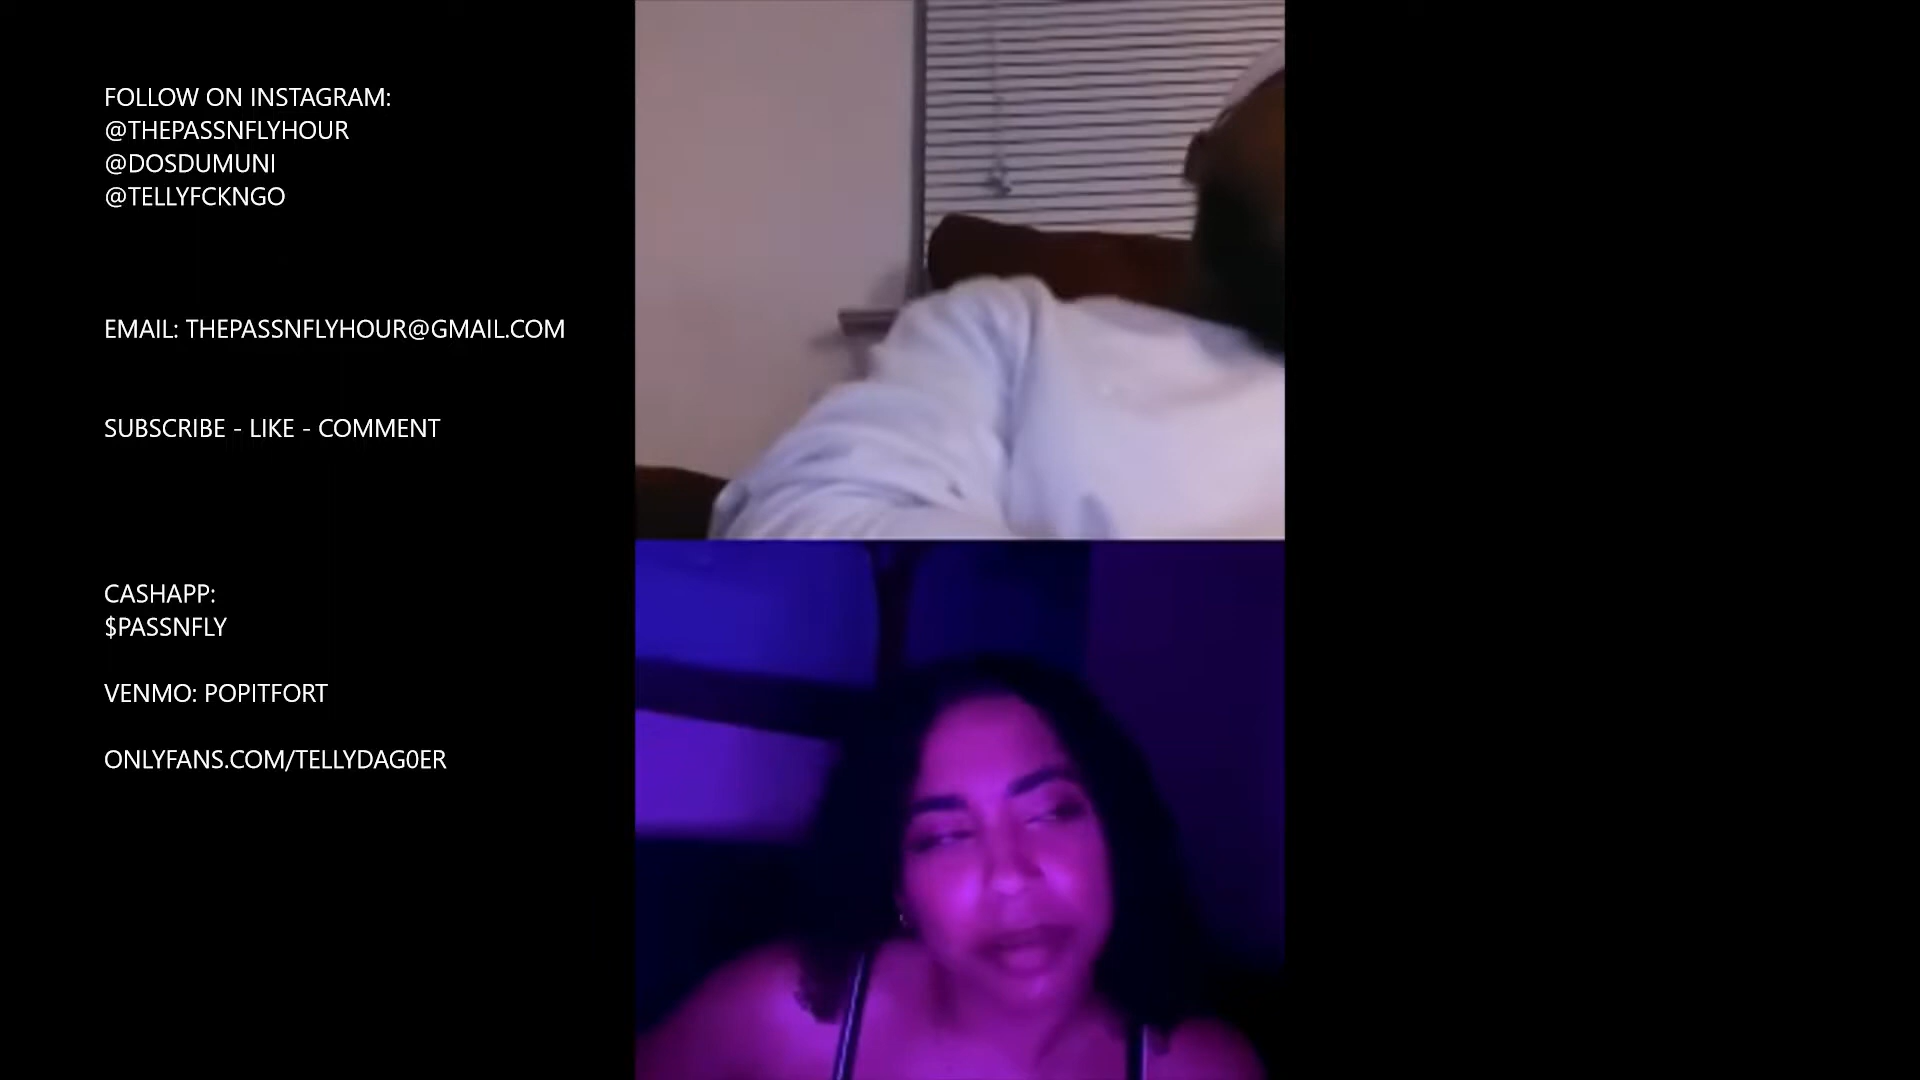 FOLLOW ON INSTAGRAM:
@THEPASSNFLYHOUR
@DOSDUMUNI
@TELLYFCKNGO
EMAIL: THEPASSNFLYHOUR@GMAIL.COM
SUBSCRIBE - LIKE - COMMENT
CASHAPP:
$PASSNFLY
VENMO: POPITFORT
ONLYFANS.COM/TELLYDAG0ER